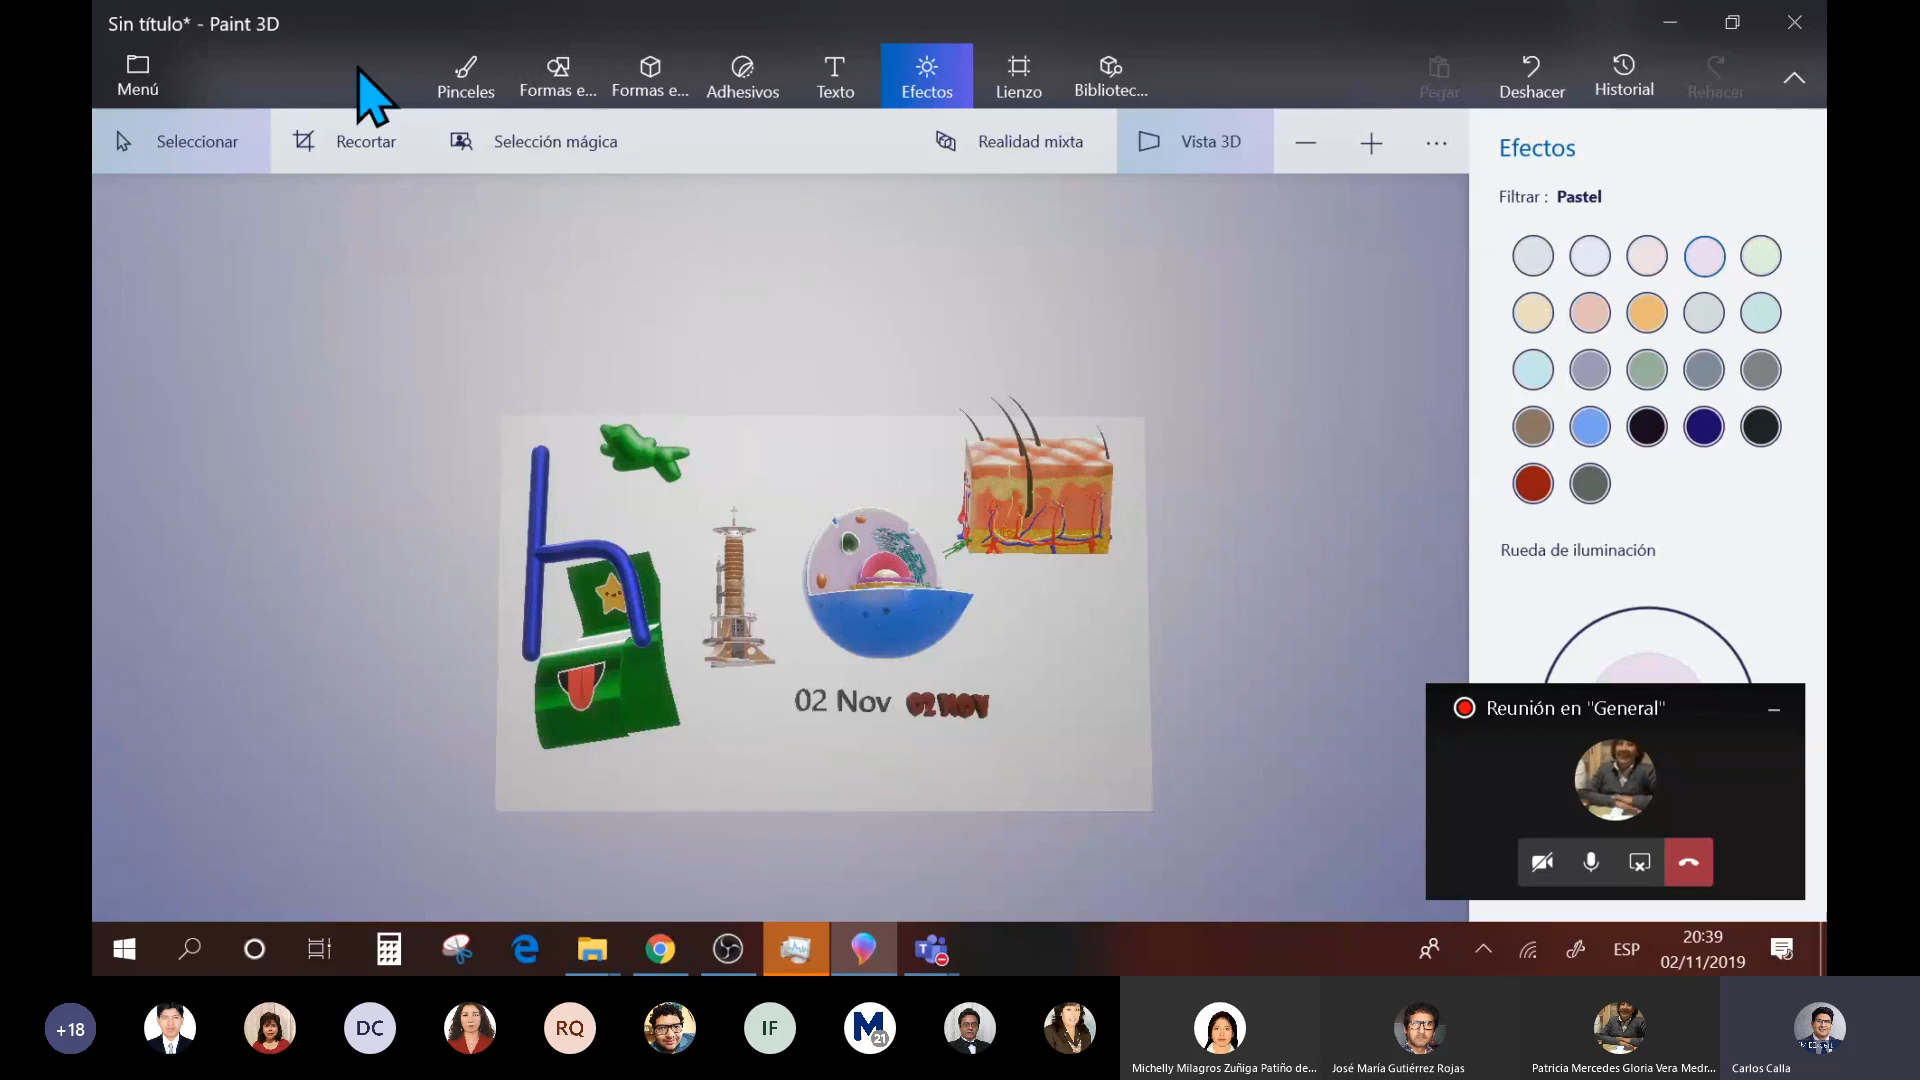 Sin título* - Paint 3D
Menú
Pinceles
Formas e...
Formas e...
Adhesivos
Texto
Efectos
Lienzo
Bibliotec...
Pegar
Deshacer
Historial
Rehacer
Seleccionar
Recortar
Selección mágica
Realidad mixta
Vista 3D
Efectos
Filtrar : Pastel
Rueda de iluminación
02 Nov
02 NOV
Reunión en "General"
ESP
20:39
02/11/2019
+18
DC
RQ
IF
M
21
Michelly Milagros Zuñiga Patiño de...
José María Gutiérrez Rojas
Patricia Mercedes Gloria Vera Medr...
Carlos Calla